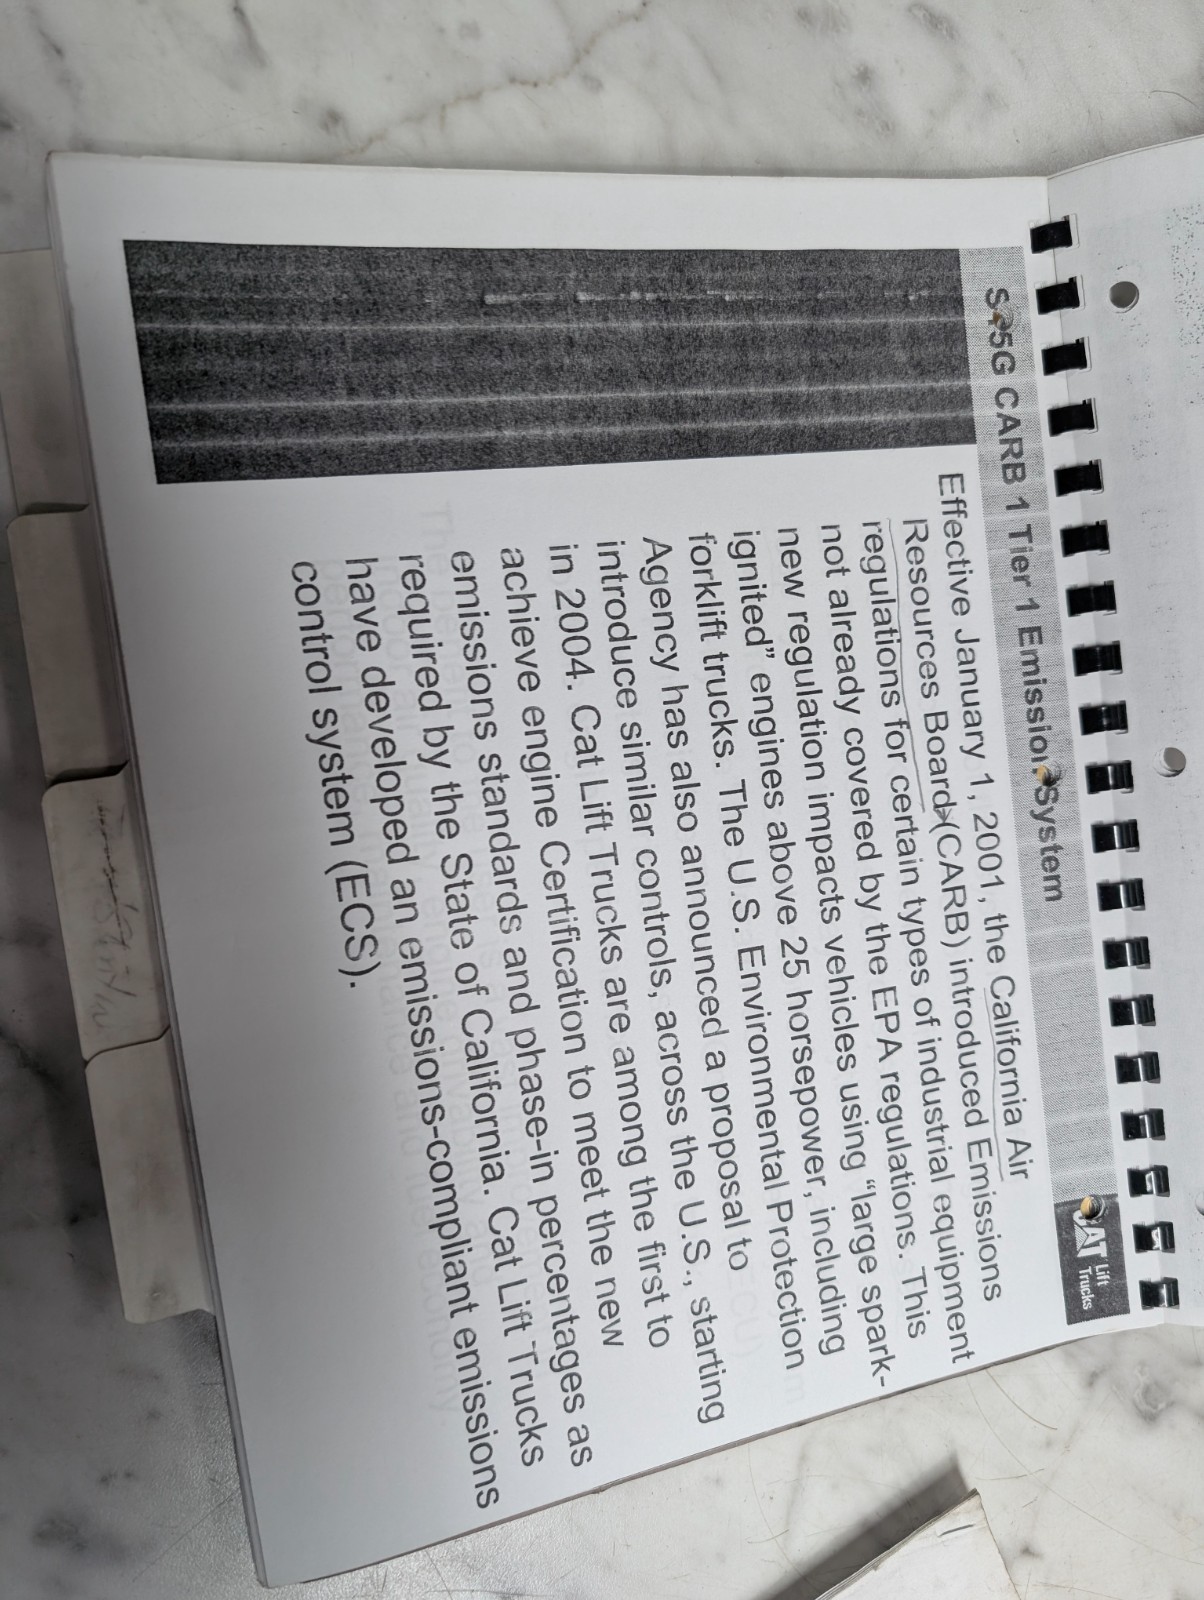 CARB 1 Tier 1 Emission System
CAT Lift
Trucks
Effective January 1, 2001, the California Air
Resources Board (CARB) introduced Emissions
regulations for certain types of industrial equipment
not already covered by the EPA regulations. This
new regulation impacts vehicles using “large spark-
ignited” engines above 25 horsepower, including
forklift trucks. The U.S. Environmental Protection
Agency has also announced a proposal to
introduce similar controls, across the U.S., starting
in 2004. Cat Lift Trucks are among the first to
achieve engine Certification to meet the new
emissions standards and phase-in percentages as
required by the State of California. Cat Lift Trucks
have developed an emissions-compliant emissions
control system (ECS).